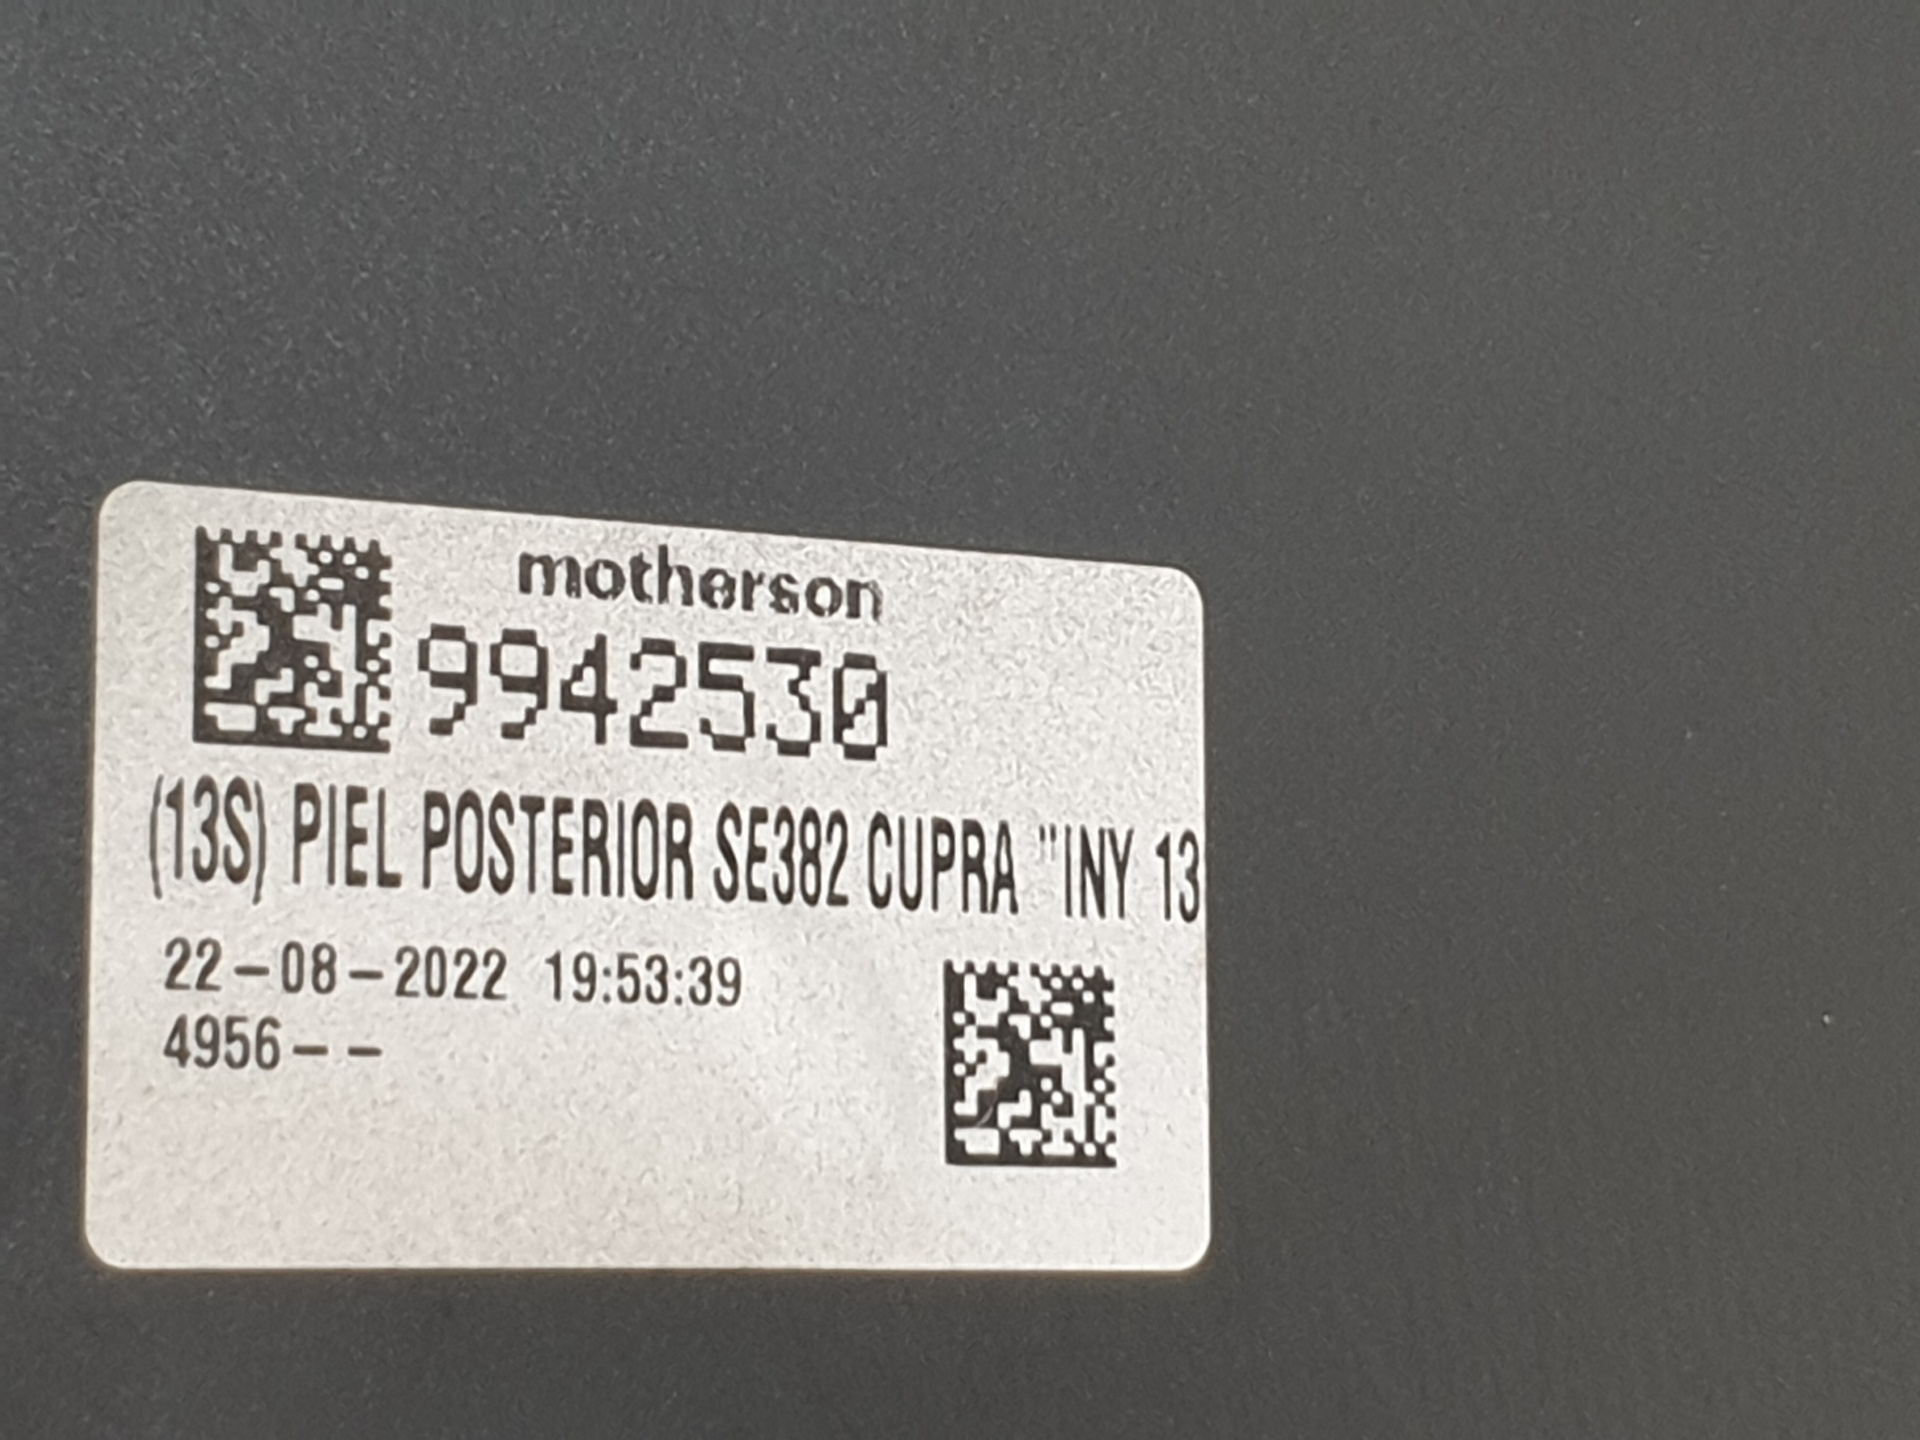 motherson
9942530
(13S) PIEL POSTERIOR SE382 CUPRA "INY 13
22-08-2022 19:53:39
4956--